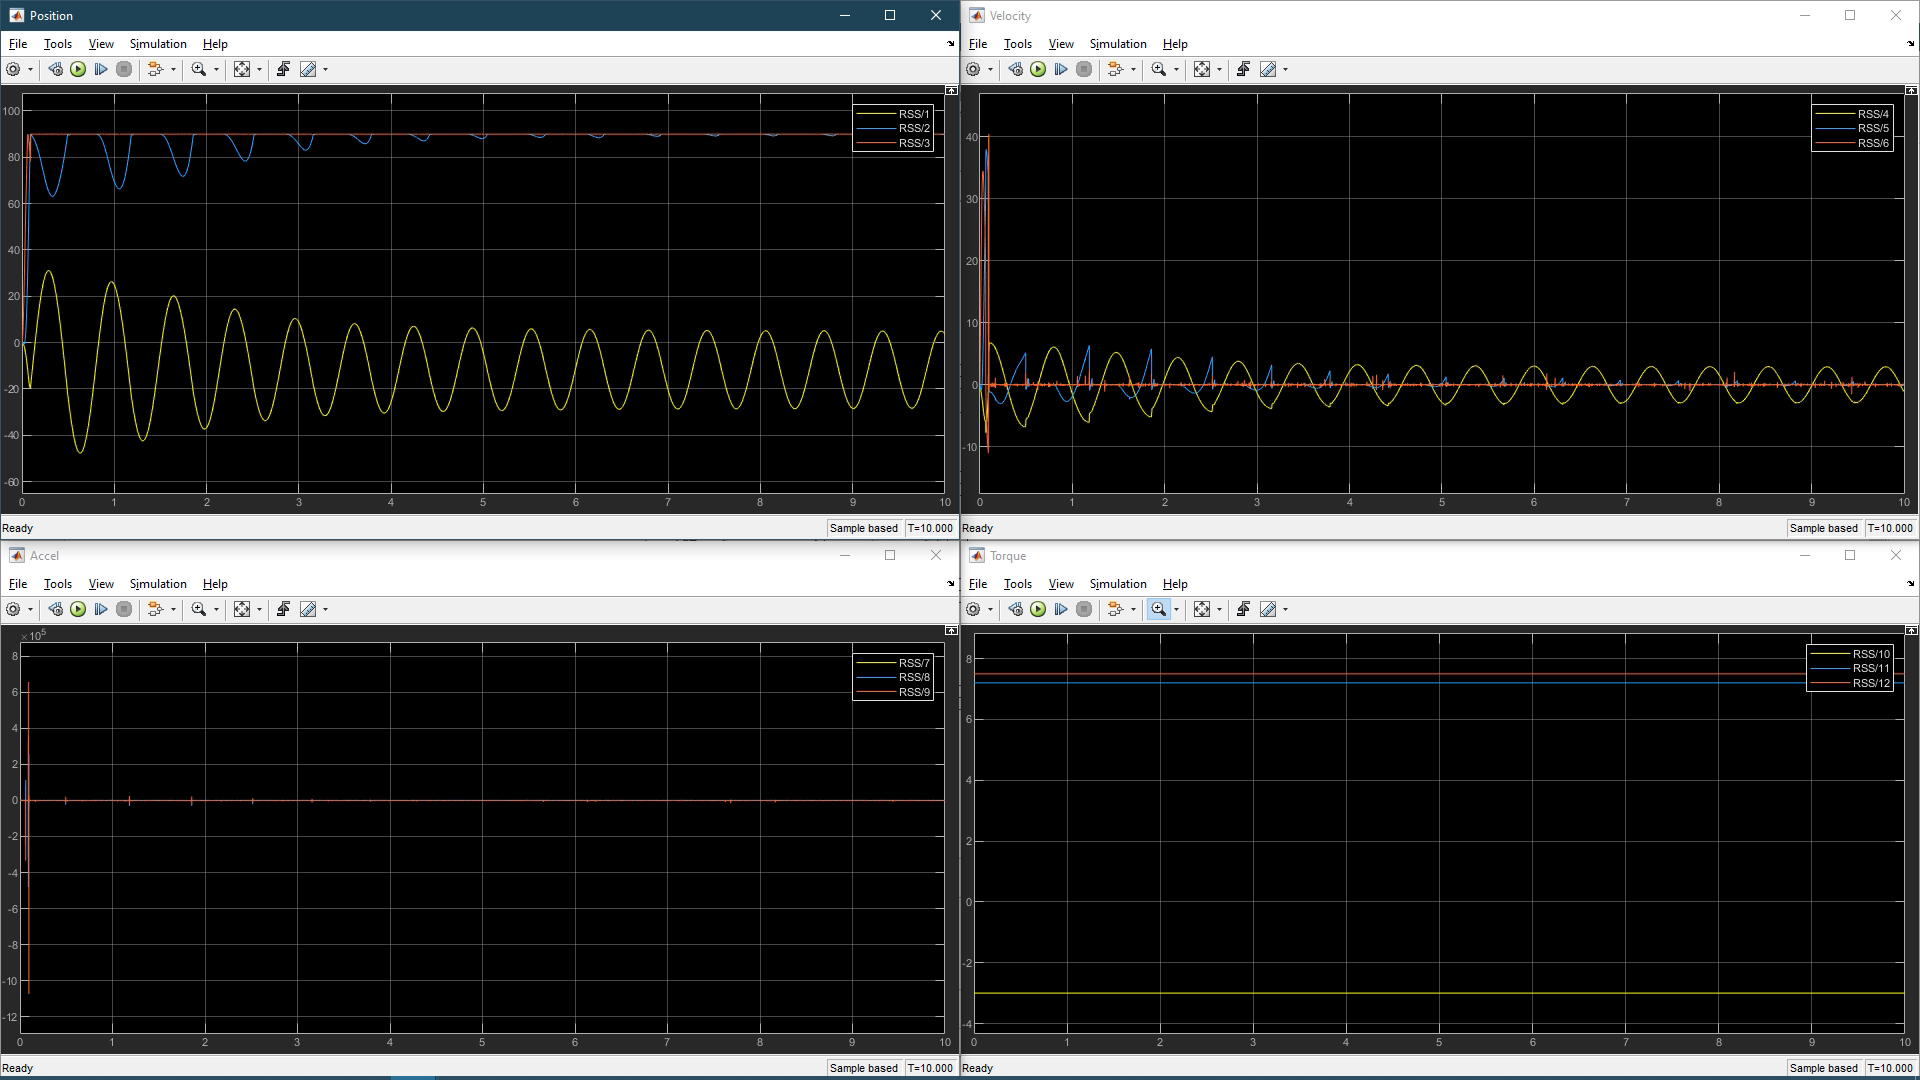 Position
File Tools View Simulation Help
100
80
60
40
20
0
-20
-40
-60
0 1 2 3 4 5 6 7 8 9 10
RSS/1
RSS/2
RSS/3
Ready Sample based T=10.000
Velocity
File Tools View Simulation Help
40
30
20
10
0
-10
0 1 2 3 4 5 6 7 8 9 10
RSS/4
RSS/5
RSS/6
Ready Sample based T=10.000
Accel
File Tools View Simulation Help
×10⁵
8
6
4
2
0
-2
-4
-6
-8
-10
-12
0 1 2 3 4 5 6 7 8 9 10
RSS/7
RSS/8
RSS/9
Ready Sample based T=10.000
Torque
File Tools View Simulation Help
8
6
4
2
0
-2
-4
0 1 2 3 4 5 6 7 8 9 10
RSS/10
RSS/11
RSS/12
Ready Sample based T=10.000